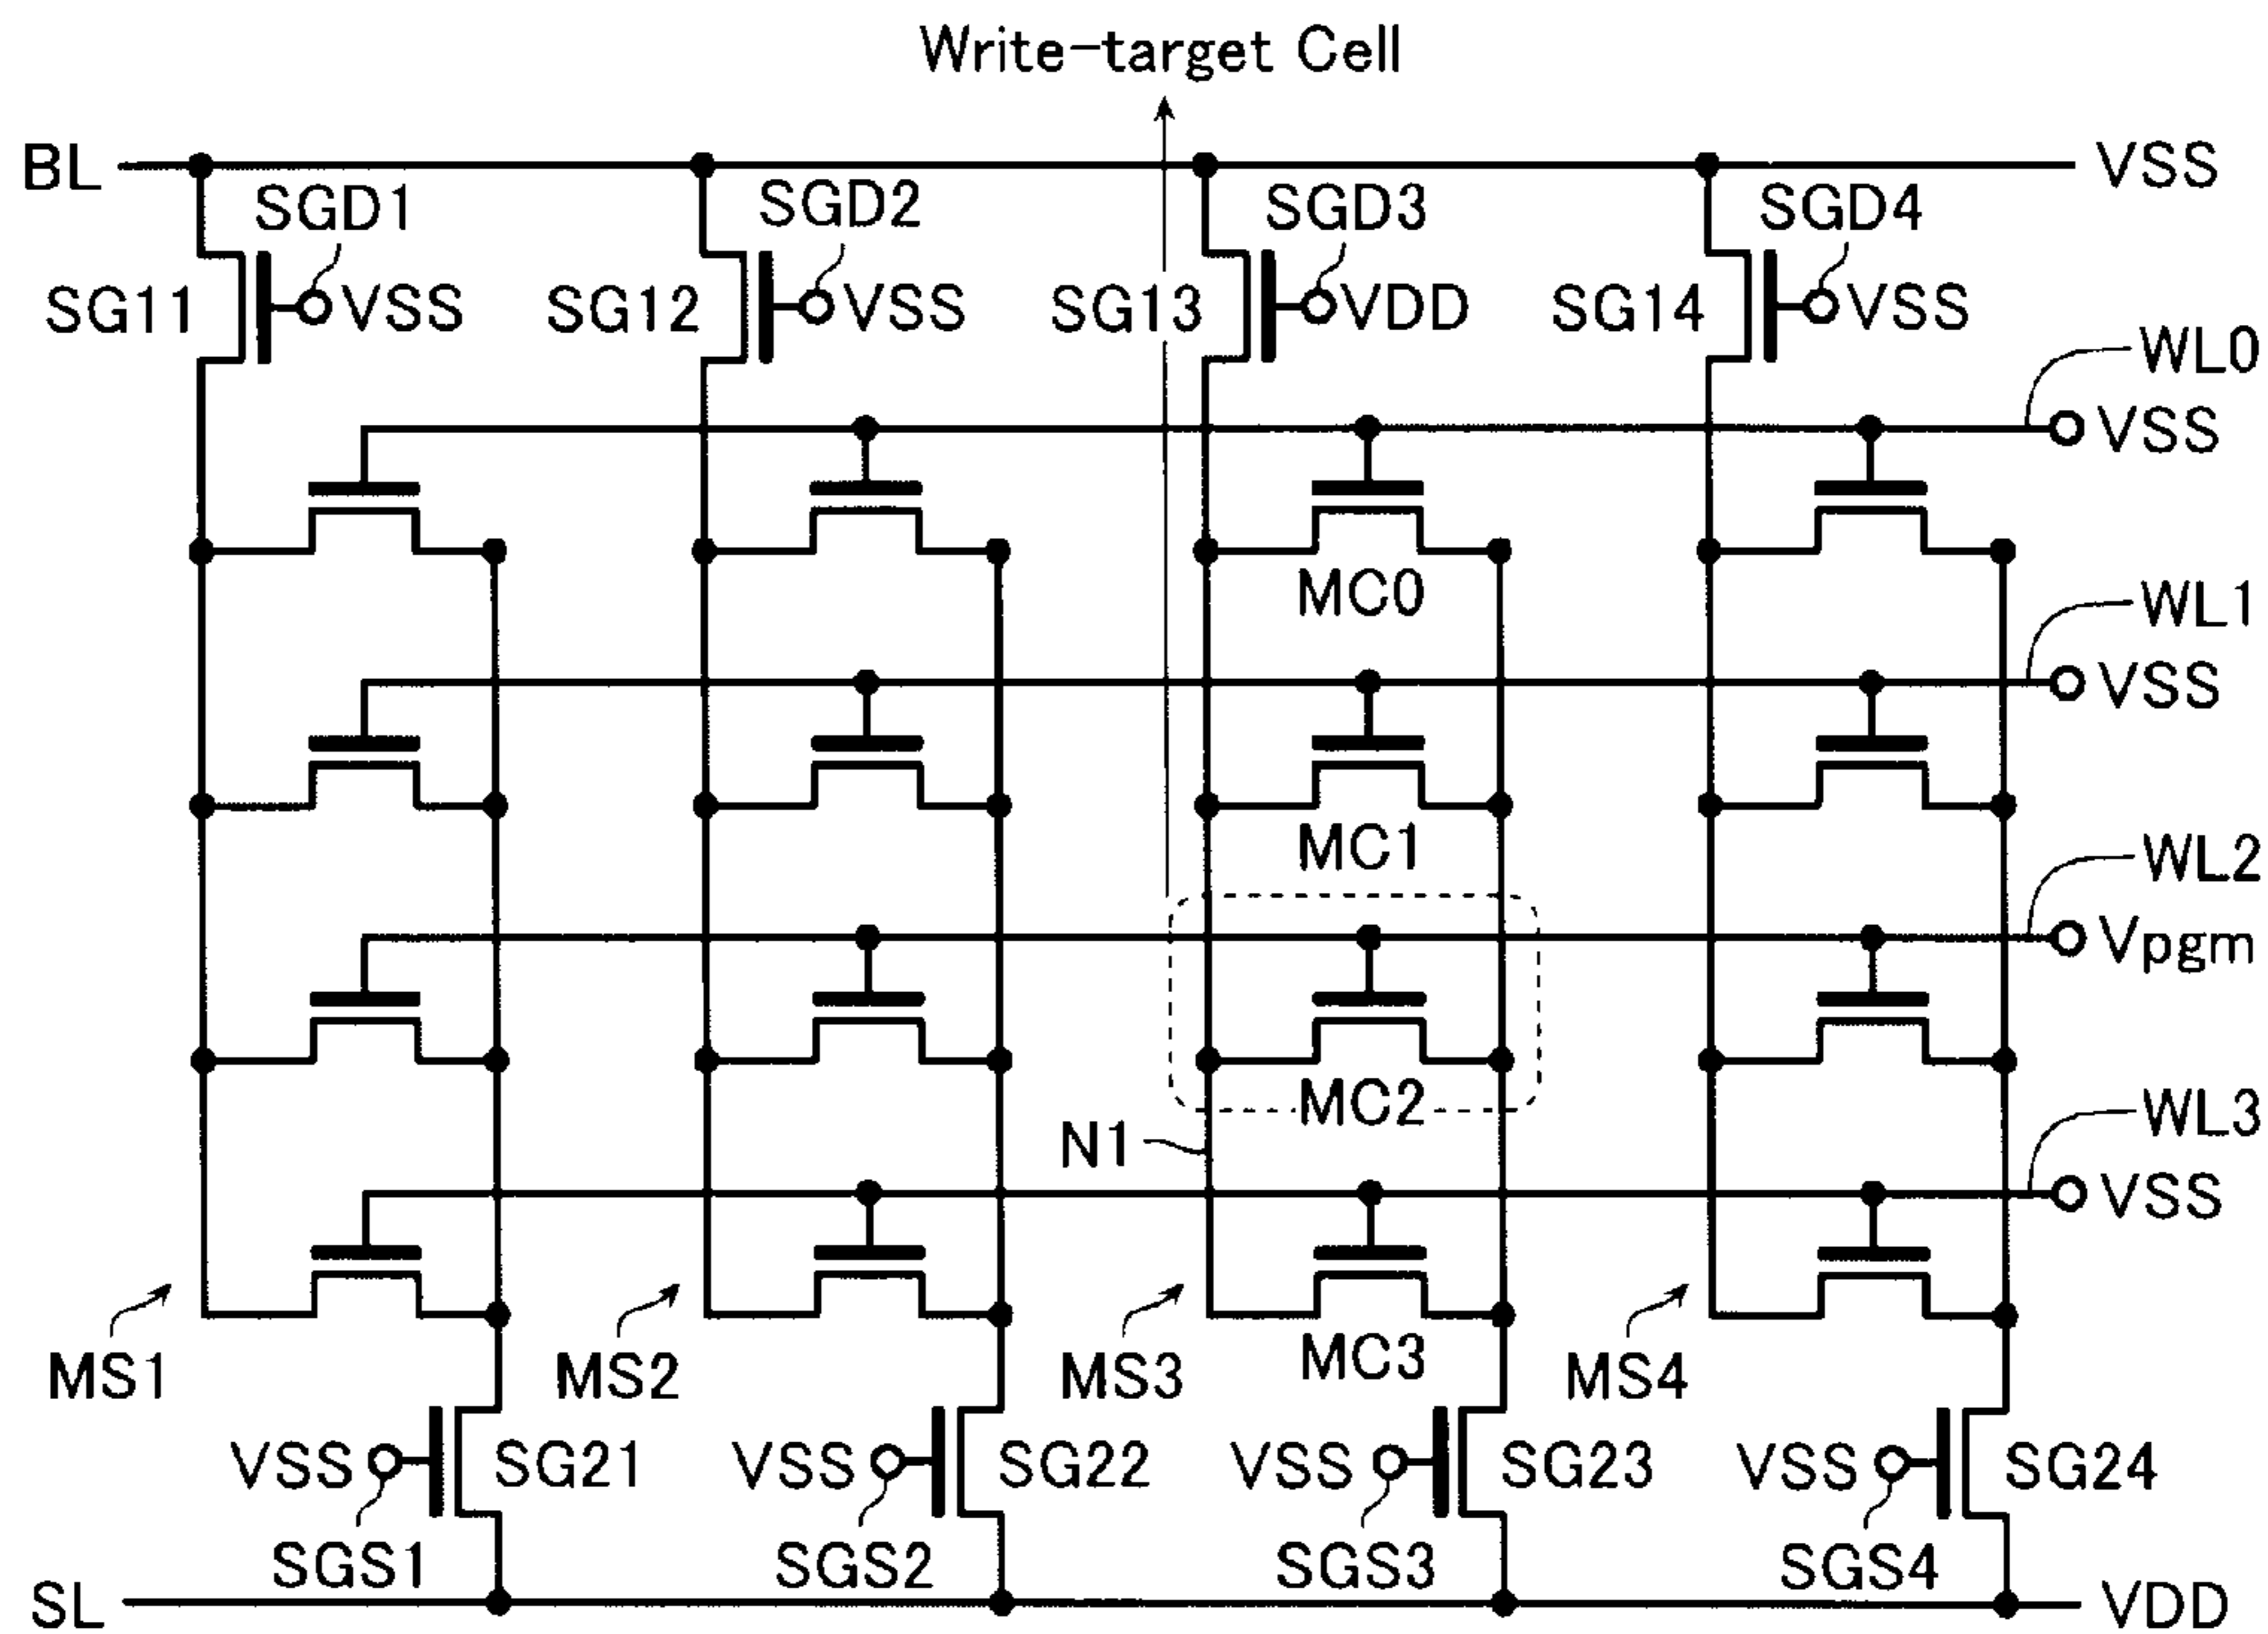 Write-target Cell
BL
VSS
SGD1
SGD2
SGD3
SGD4
SG11
VSS
SG12
VSS
SG13
VDD
SG14
VSS
WL0
VSS
MC0
WL1
VSS
MC1
WL2
Vpgm
MC2
N1
WL3
VSS
MS1
MS2
MS3
MC3
MS4
VSS
SG21
VSS
SG22
VSS
SG23
VSS
SG24
SGS1
SGS2
SGS3
SGS4
SL
VDD